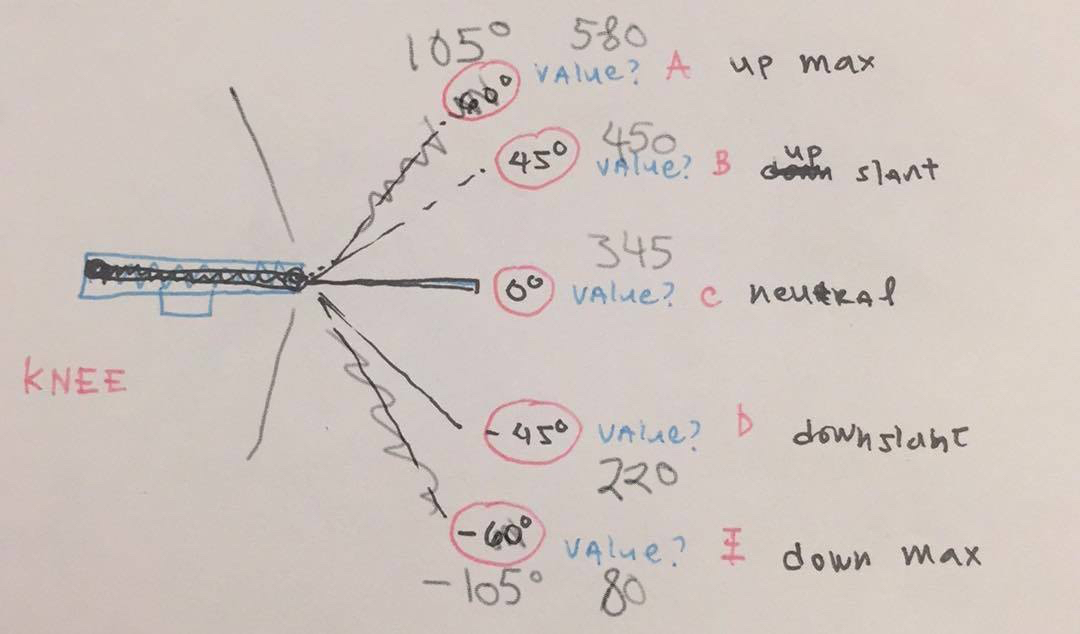 105° 580
60° VAlue? A up max
450
45° VAlue? B up
down slant
345
0° VAlue? C neutral
KNEE
-45° VAlue? D downslant
220
-60° VAlue? E down max
-105° 80